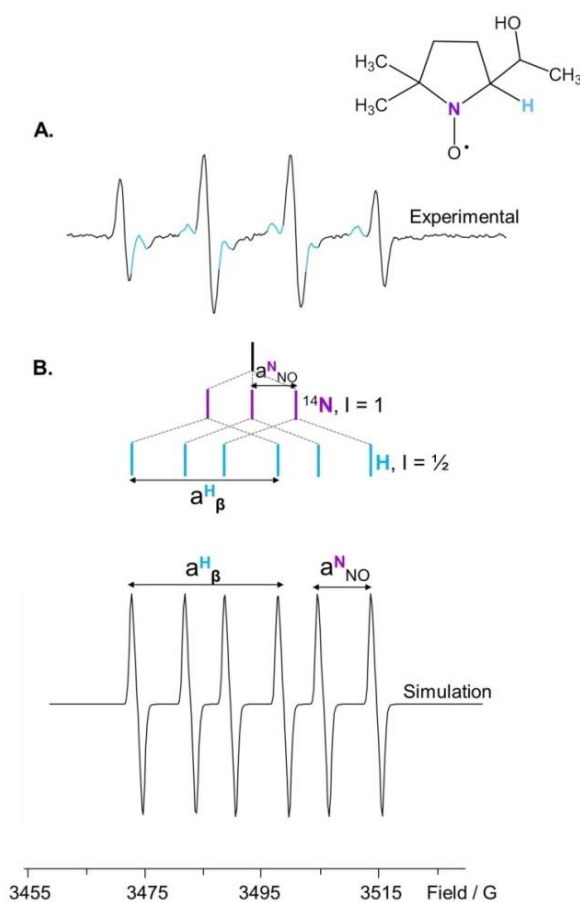 HO
H₃C
CH₃
H₃C
N
H
O•
A.
Experimental
B.
aᴺNO
¹⁴N, I = 1
H, I = ½
aᴴβ
aᴴβ
aᴺNO
Simulation
3455 3475 3495 3515 Field / G